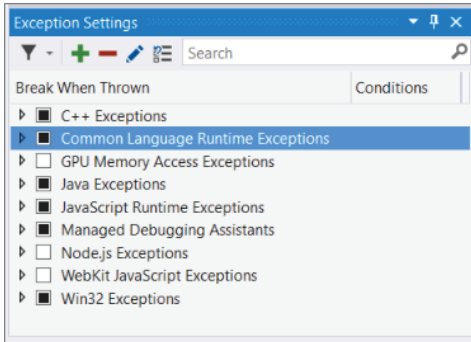 Exception Settings
Search
Break When Thrown Conditions
C++ Exceptions
Common Language Runtime Exceptions
GPU Memory Access Exceptions
Java Exceptions
JavaScript Runtime Exceptions
Managed Debugging Assistants
Node.js Exceptions
WebKit JavaScript Exceptions
Win32 Exceptions